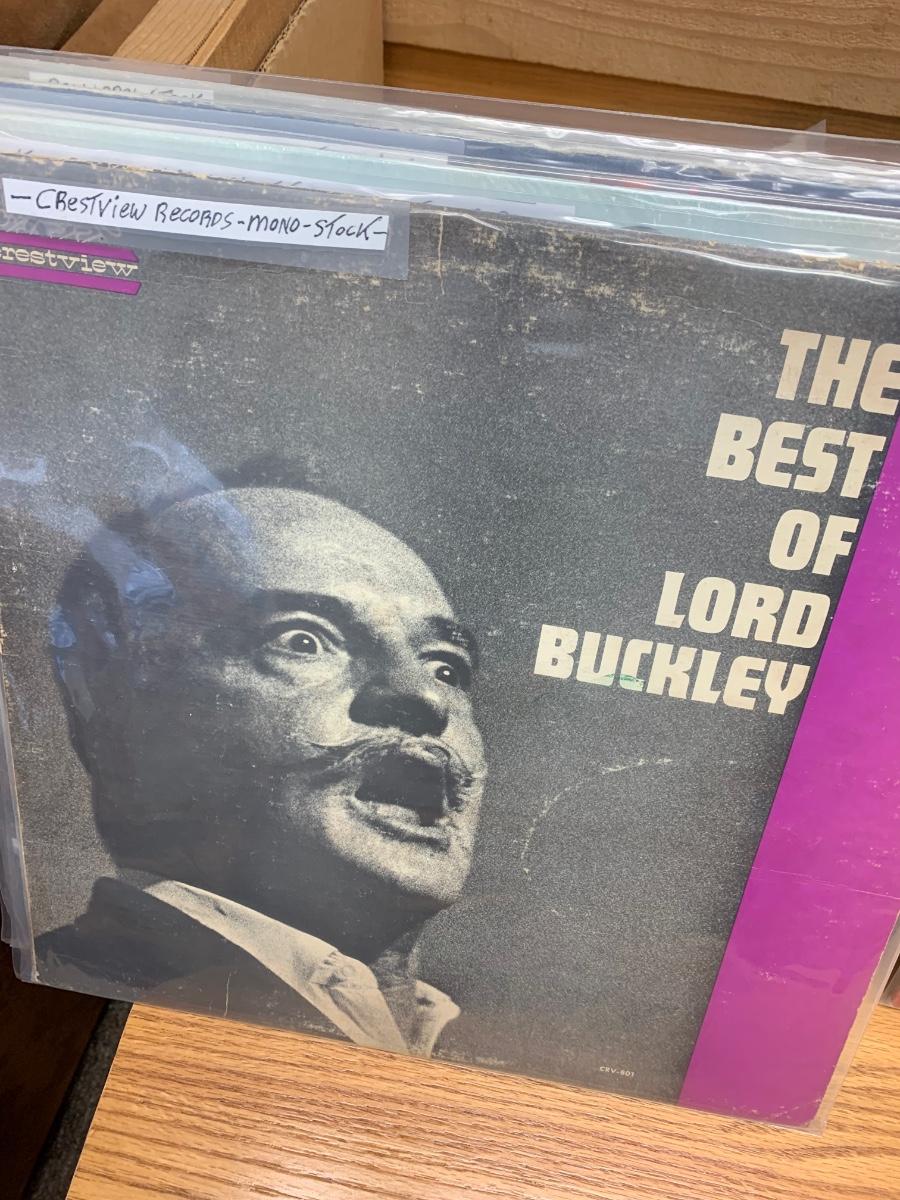 —CRESTVIEW RECORDS-MONO-STOCK—
crestview
THE
BEST
OF
LORD
BUCKLEY
CRV-801